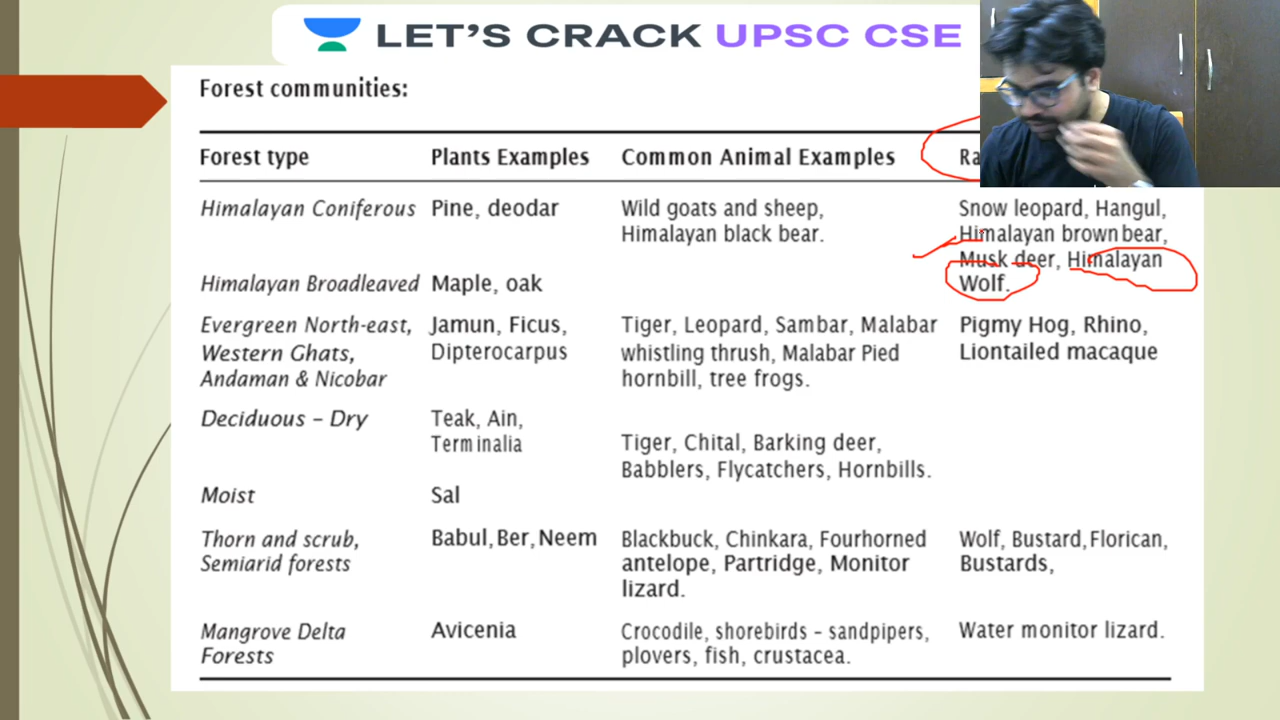 LET'S CRACK UPSC CSE
Forest communities:
Forest type Plants Examples Common Animal Examples Ra
Himalayan Coniferous Pine, deodar Wild goats and sheep, Snow leopard, Hangul,
Himalayan black bear. Himalayan brown bear,
Musk deer, Himalayan
Himalayan Broadleaved Maple, oak Wolf.
Evergreen North-east, Jamun, Ficus, Tiger, Leopard, Sambar, Malabar Pigmy Hog, Rhino,
Western Ghats, Dipterocarpus whistling thrush, Malabar Pied Liontailed macaque
Andaman & Nicobar hornbill, tree frogs.
Deciduous – Dry Teak, Ain,
Terminalia Tiger, Chital, Barking deer,
Babblers, Flycatchers, Hornbills.
Moist Sal
Thorn and scrub, Babul, Ber, Neem Blackbuck, Chinkara, Fourhorned Wolf, Bustard, Florican,
Semiarid forests antelope, Partridge, Monitor Bustards,
lizard.
Mangrove Delta Avicenia Crocodile, shorebirds – sandpipers, Water monitor lizard.
Forests plovers, fish, crustacea.